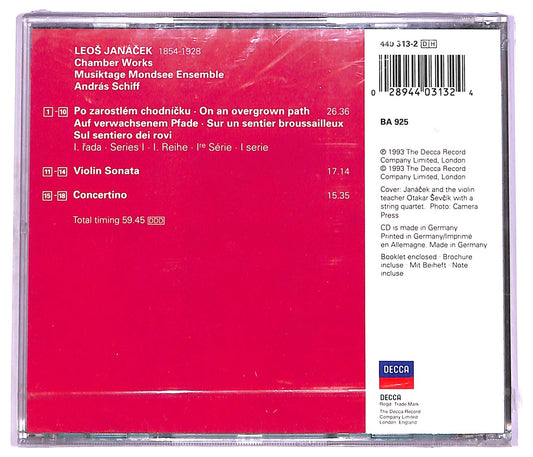 LEOŠ JANÁČEK 1854-1928
Chamber Works
Musiktage Mondsee Ensemble
András Schiff
1 - 10 Po zarostlém chodníčku · On an overgrown path 26.36
Auf verwachsenem Pfade · Sur un sentier broussailleux
Sul sentiero dei rovi
I. řada · Series I · I. Reihe · Ire Série · I serie
11 - 14 Violin Sonata 17.14
15 - 18 Concertino 15.35
Total timing 59.45 DDD
440 313-2 DH
0 28944 03132 4
BA 925
℗ 1993 The Decca Record
Company Limited, London
© 1993 The Decca Record
Company Limited, London
Cover: Janáček and the violin
teacher Otakar Ševčík with a
string quartet. Photo: Camera
Press
CD is made in Germany
Printed in Germany/Imprimé
en Allemagne. Made in Germany
Booklet enclosed · Brochure
incluse · Mit Beiheft · Note
incluse
DECCA
DECCA
Regd. Trade Mark
The Decca Record
Company Limited
London England